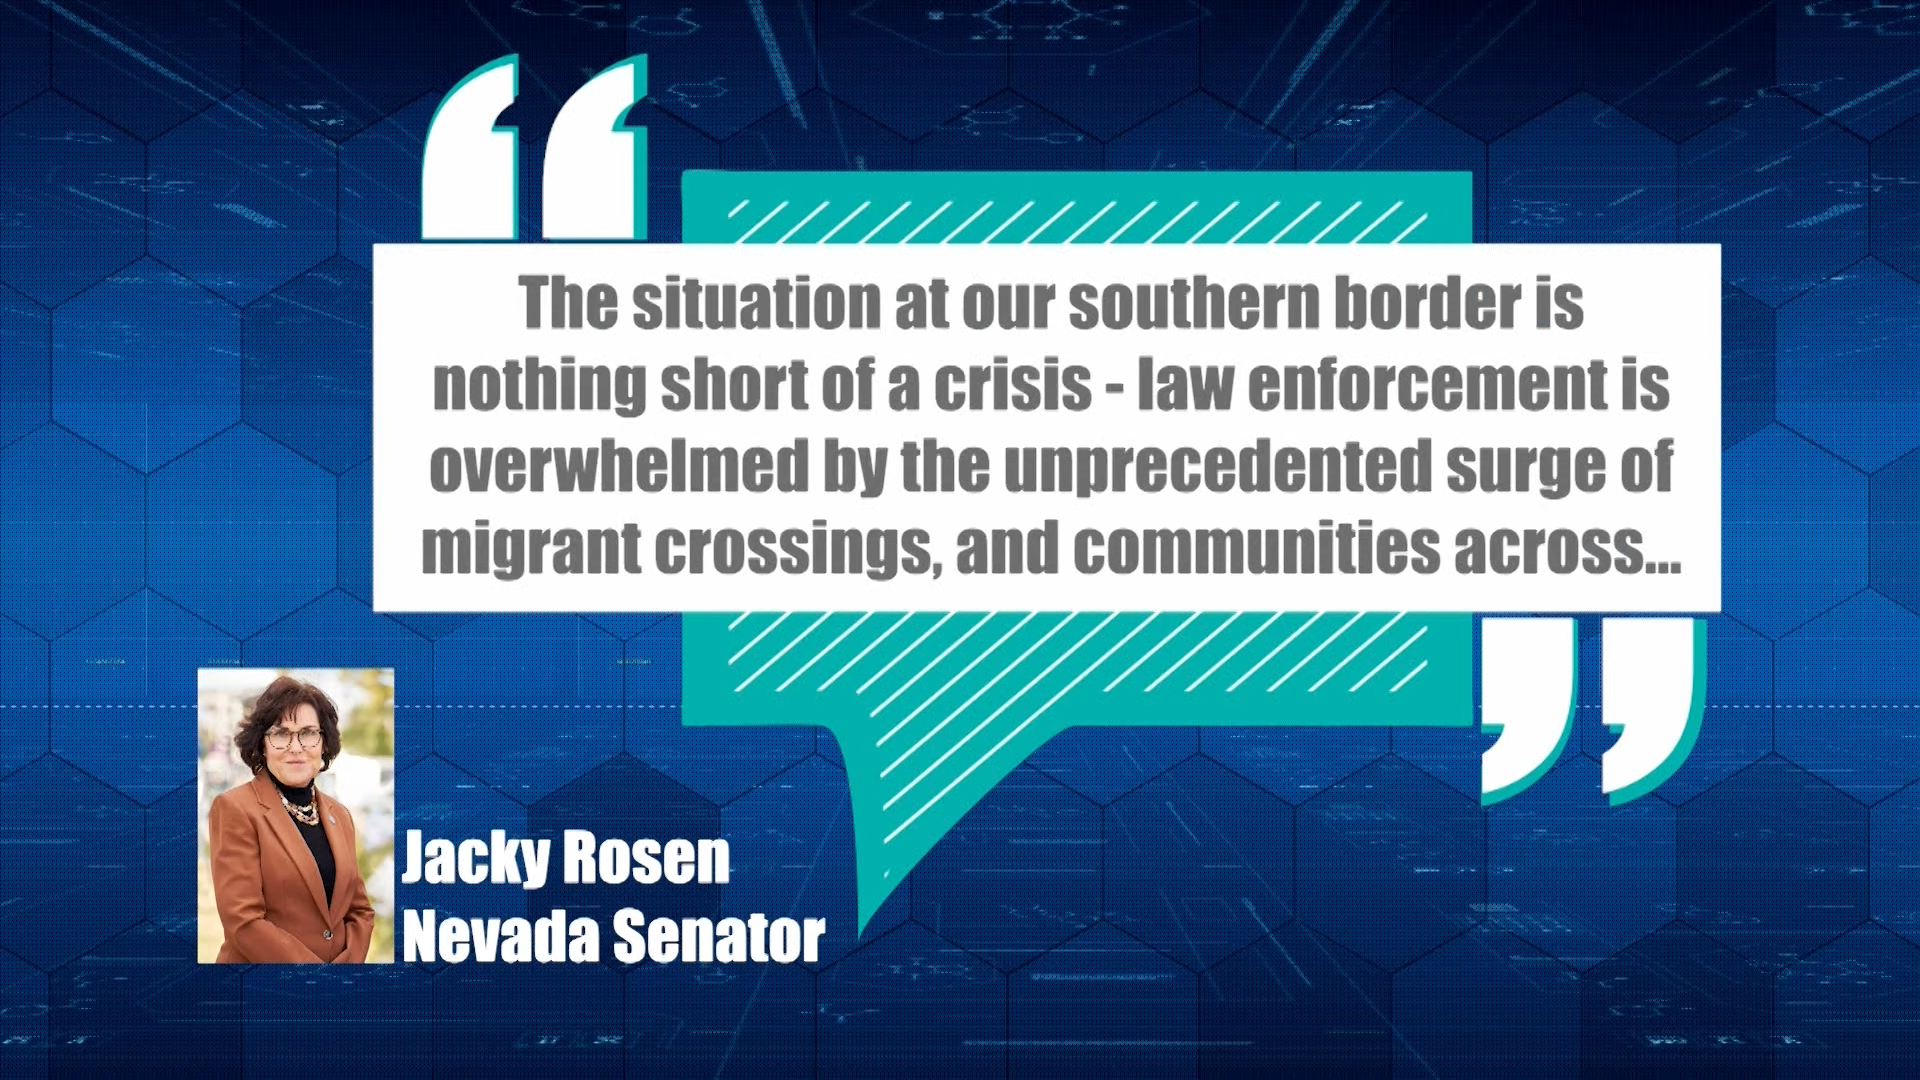 The situation at our southern border is
nothing short of a crisis - law enforcement is
overwhelmed by the unprecedented surge of
migrant crossings, and communities across...
Jacky Rosen
Nevada Senator